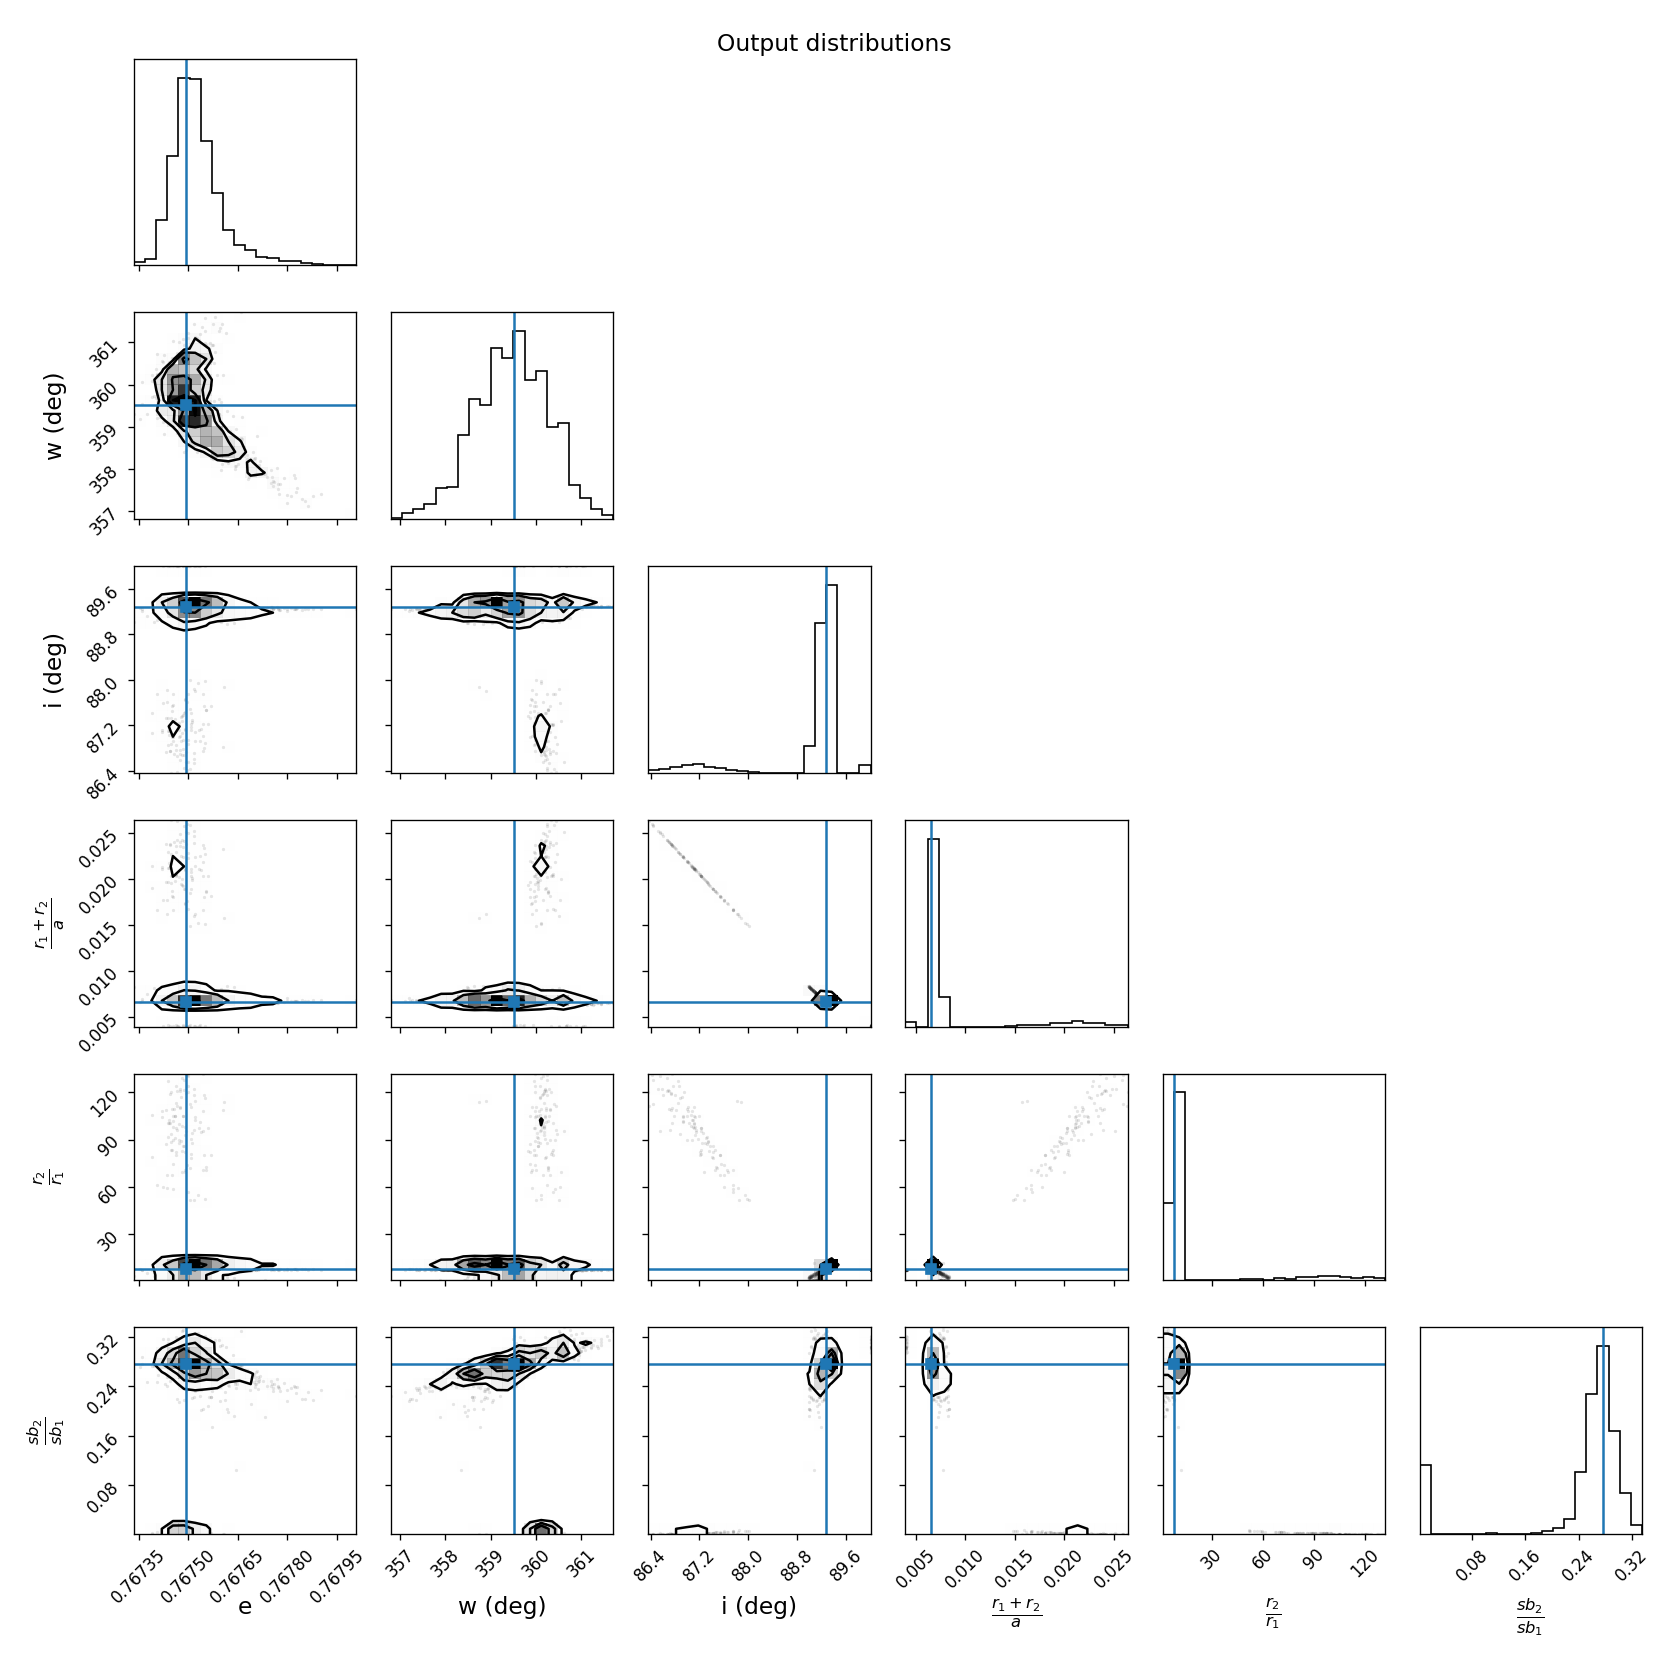 Output distributions
w (deg)
361
360
359
358
357
i (deg)
89.6
88.8
88.0
87.2
86.4
r₁ + r₂
a
0.025
0.020
0.015
0.010
0.005
r₂
r₁
120
90
60
30
sb₂
sb₁
0.32
0.24
0.16
0.08
0.76735 0.76750 0.76765 0.76780 0.76795
357 358 359 360 361
86.4 87.2 88.0 88.8 89.6
0.005 0.010 0.015 0.020 0.025
30 60 90 120
0.08 0.16 0.24 0.32
e
w (deg)
i (deg)
r₁ + r₂
a
r₂
r₁
sb₂
sb₁